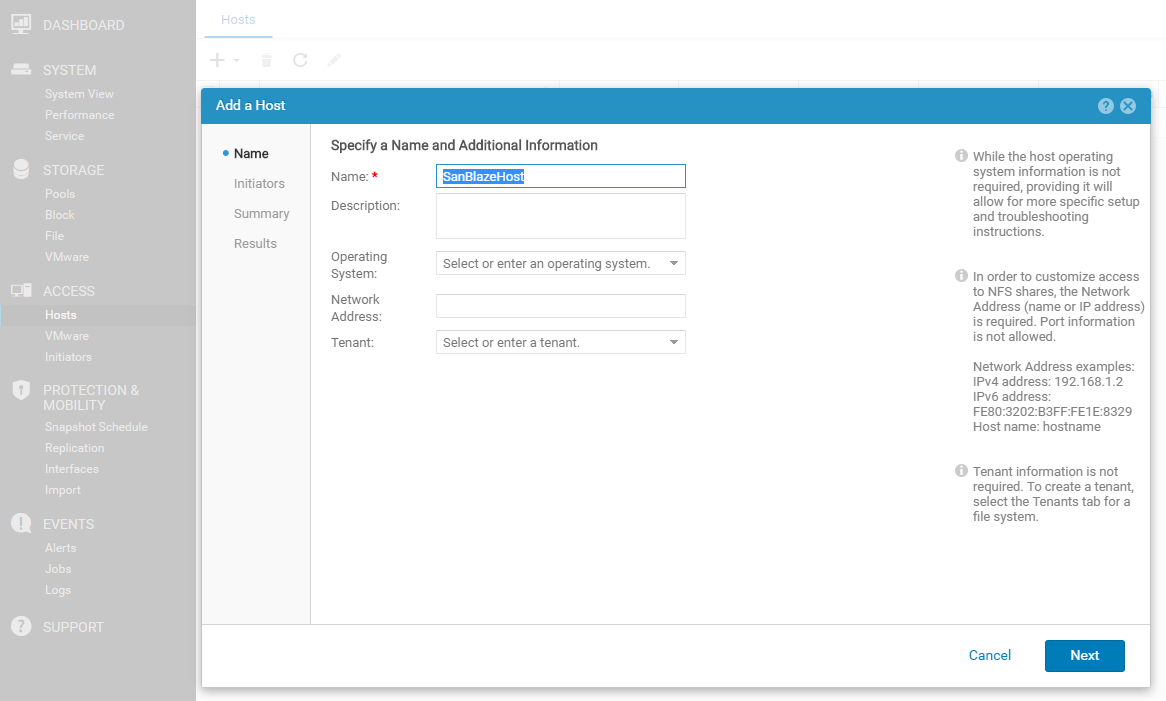 DASHBOARD
SYSTEM
System View
Performance
Service
STORAGE
Pools
Block
File
VMware
ACCESS
Hosts
VMware
Initiators
PROTECTION &
MOBILITY
Snapshot Schedule
Replication
Interfaces
Import
EVENTS
Alerts
Jobs
Logs
SUPPORT
Hosts
Add a Host
Name
Initiators
Summary
Results
Specify a Name and Additional Information
Name: *
SanBlazeHost
Description:
Operating
System:
Select or enter an operating system.
Network
Address:
Tenant:
Select or enter a tenant.
While the host operating
system information is not
required, providing it will
allow for more specific setup
and troubleshooting
instructions.
In order to customize access
to NFS shares, the Network
Address (name or IP address)
is required. Port information
is not allowed.
Network Address examples:
IPv4 address: 192.168.1.2
IPv6 address:
FE80:3202:B3FF:FE1E:8329
Host name: hostname
Tenant information is not
required. To create a tenant,
select the Tenants tab for a
file system.
Cancel
Next